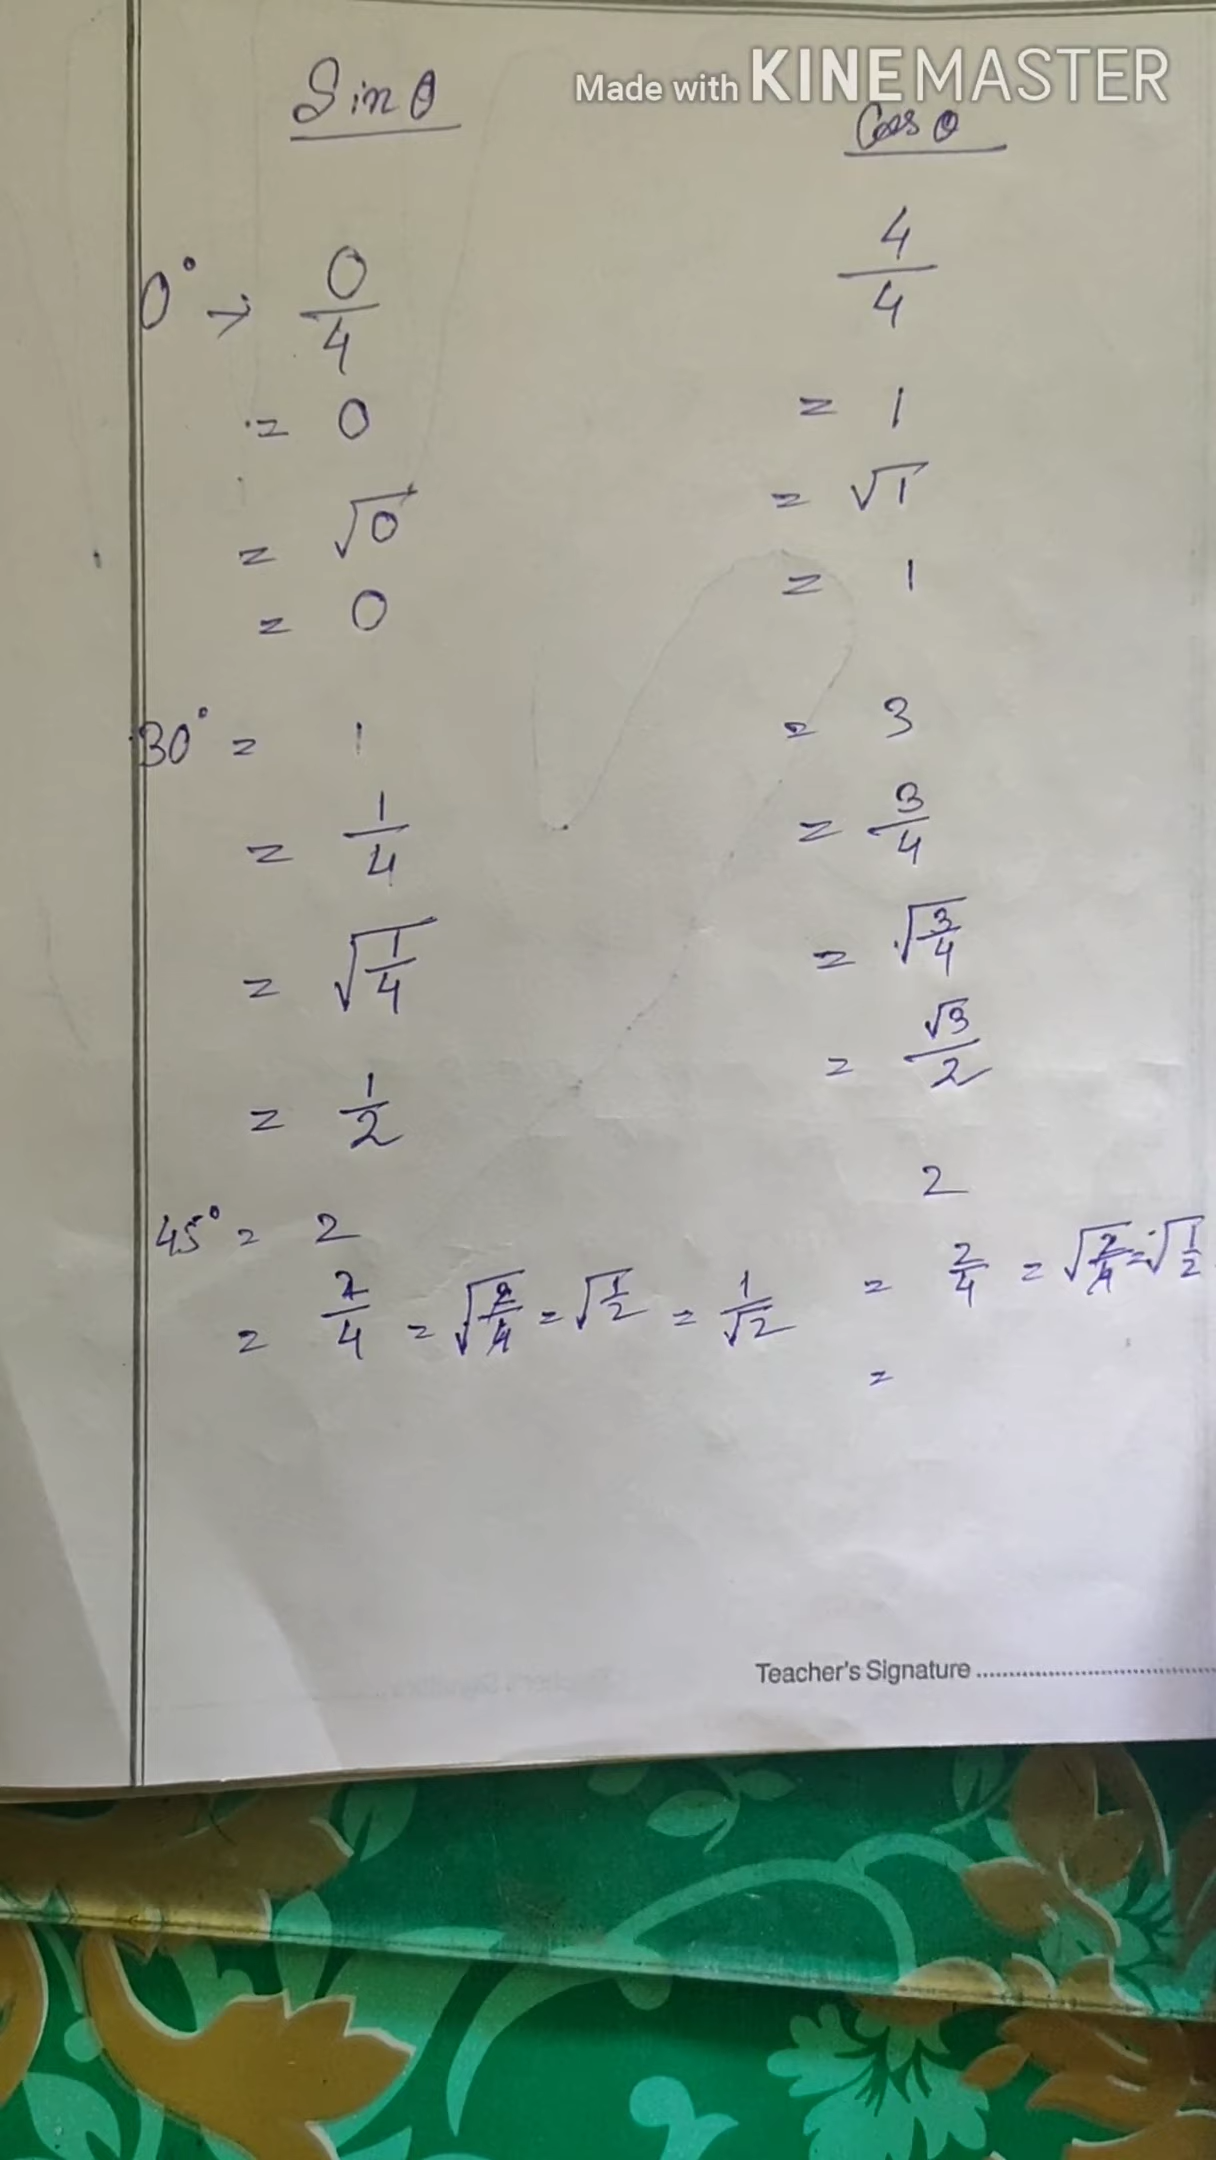 Made with KINEMASTER
Sin θ
Cos θ
0° → 0/4
4/4
= 0
= 1
= √0
= √1
= 0
= 1
30° = 1
= 3
= 1/4
= 3/4
= √1/4
= √3/4
= 1/2
= √3/2
45° = 2
2
= 2/4 = √2/4 = √1/2 = 1/√2
= 2/4 = √2/4 = √1/2
=
Teacher's Signature